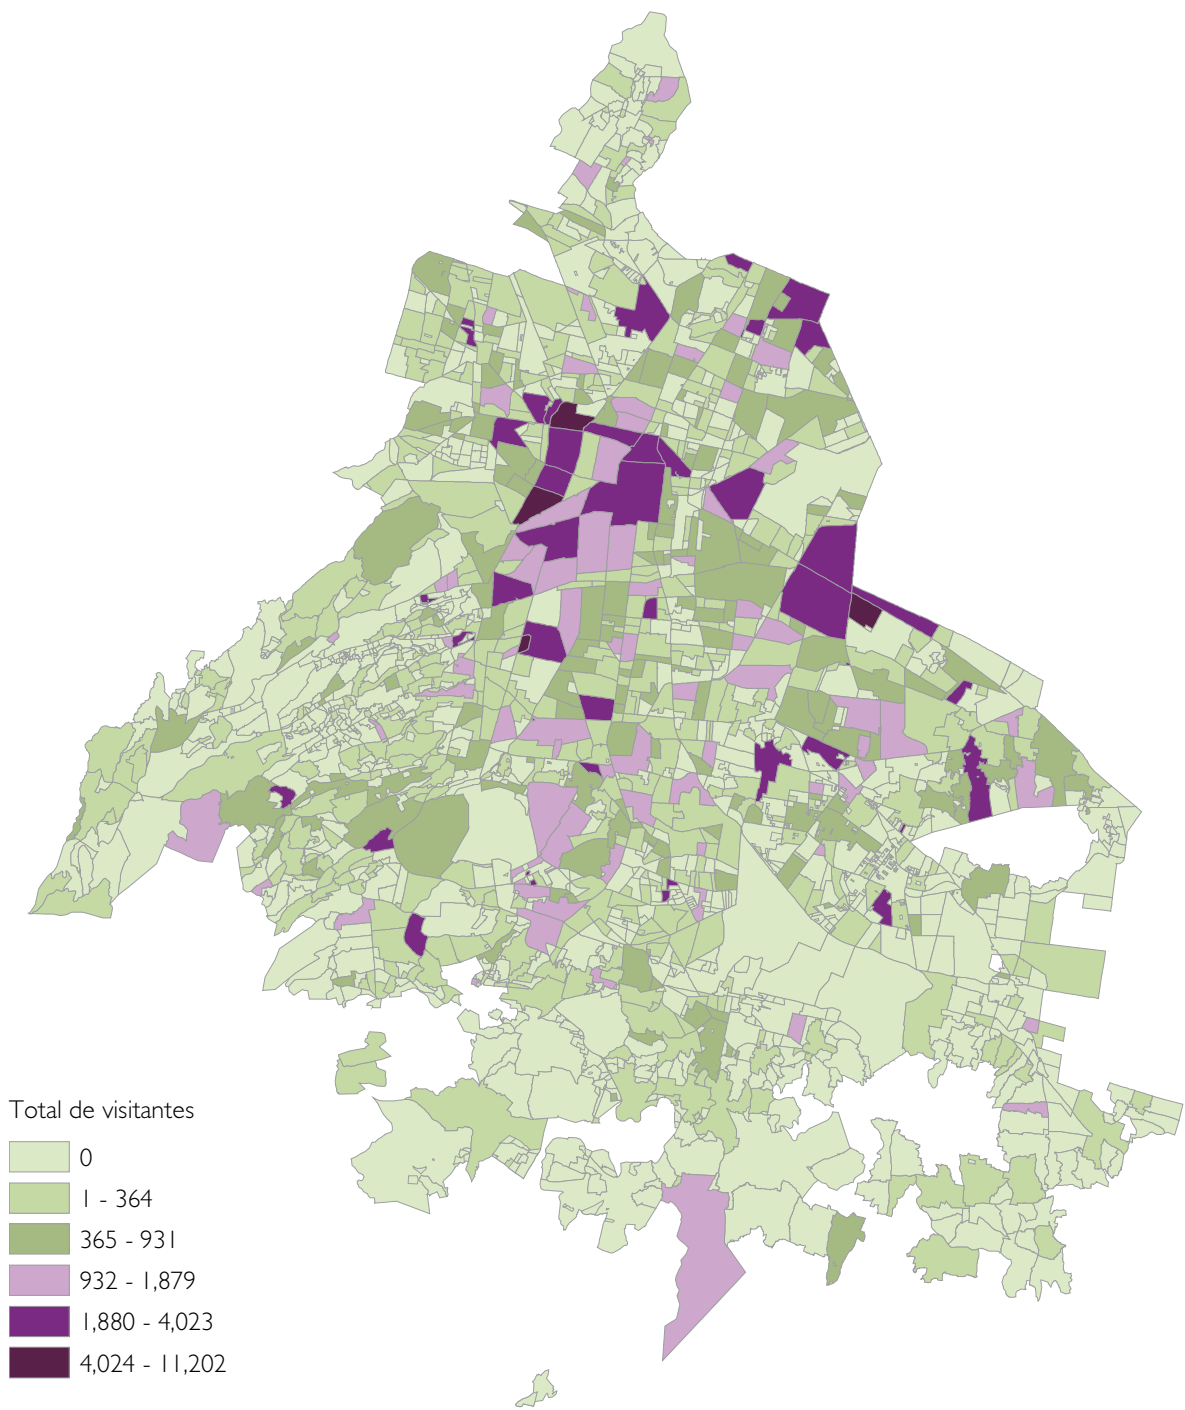 Total de visitantes
0
1 - 364
365 - 931
932 - 1,879
1,880 - 4,023
4,024 - 11,202